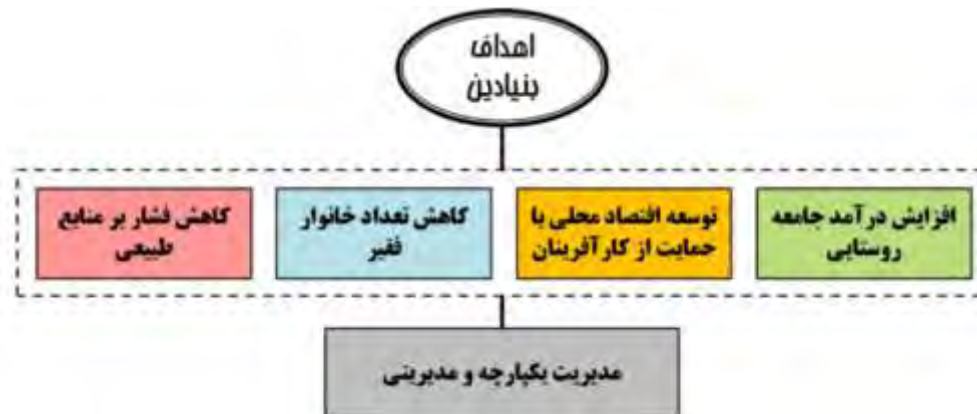 اهداف
بنیادین
افزایش درآمد جامعه
روستایی
توسعه اقتصاد محلی با
حمایت از کارآفرینان
کاهش تعداد خانوار
فقیر
کاهش فشار بر منابع
طبیعی
مدیریت یکپارچه و مدیریتی